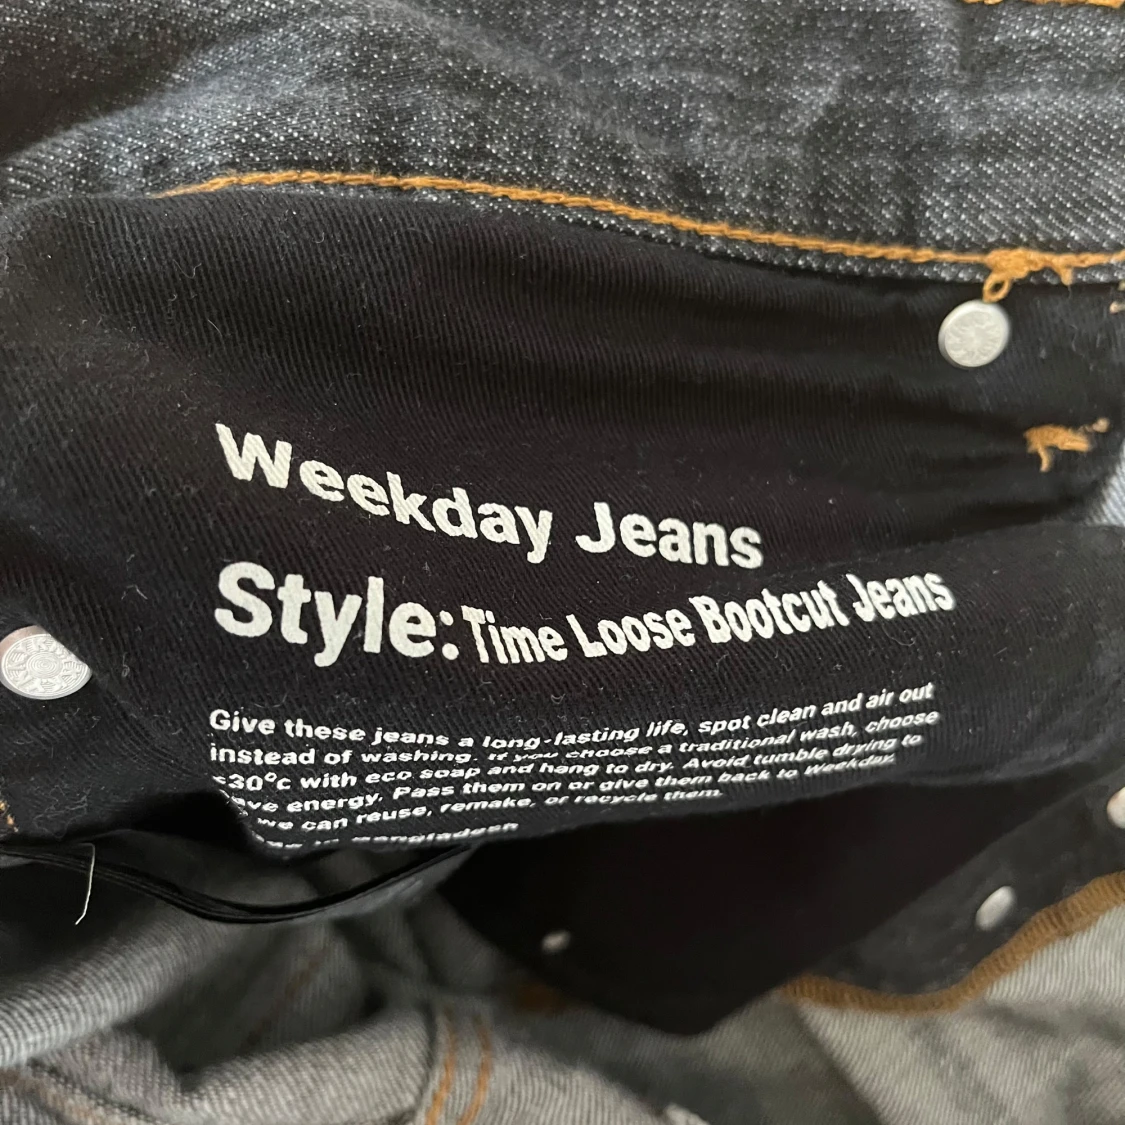 Weekday Jeans
Style: Time Loose Bootcut Jeans
Give these jeans a long-lasting life, spot clean and air out
instead of washing. If you choose a traditional wash, choose
≤30°c with eco soap and hang to dry. Avoid tumble drying to
save energy. Pass them on or give them back to Weekday,
we can reuse, remake, or recycle them.
in Bangladesh